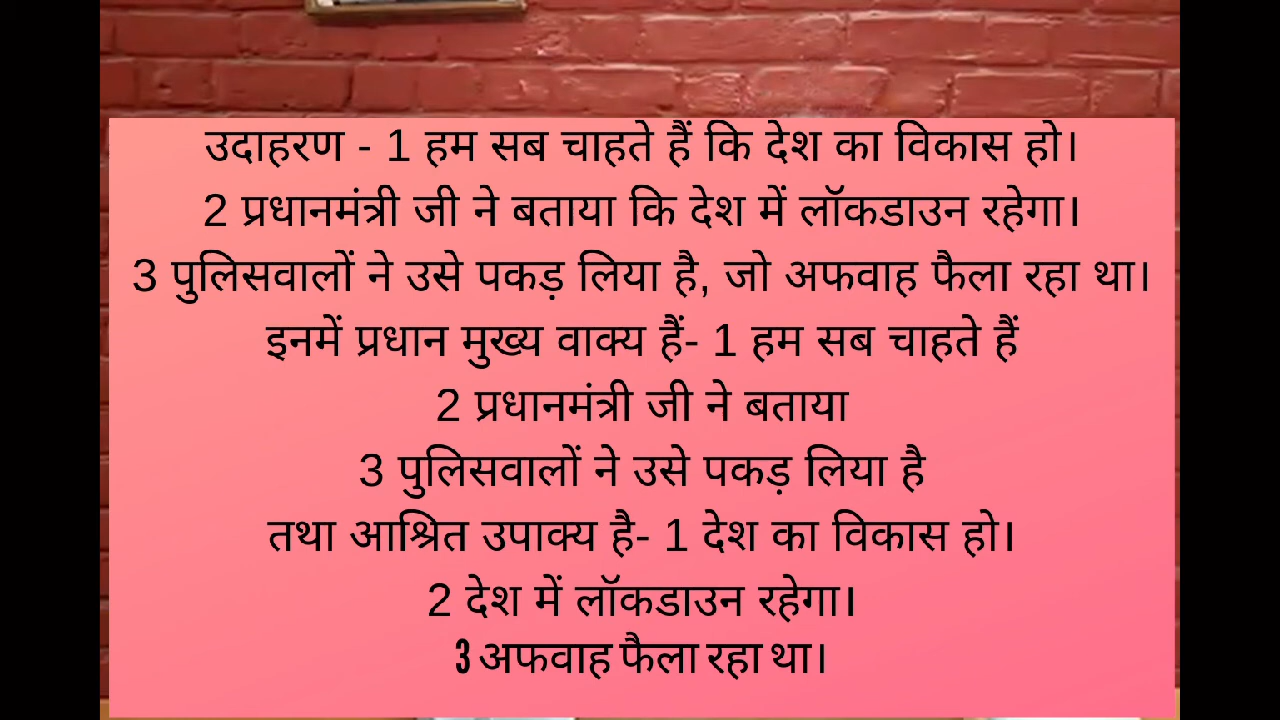 उदाहरण - 1 हम सब चाहते हैं कि देश का विकास हो।
2 प्रधानमंत्री जी ने बताया कि देश में लॉकडाउन रहेगा।
3 पुलिसवालों ने उसे पकड़ लिया है, जो अफवाह फैला रहा था।
इनमें प्रधान मुख्य वाक्य हैं- 1 हम सब चाहते हैं
2 प्रधानमंत्री जी ने बताया
3 पुलिसवालों ने उसे पकड़ लिया है
तथा आश्रित उपाक्य है- 1 देश का विकास हो।
2 देश में लॉकडाउन रहेगा।
3 अफवाह फैला रहा था।